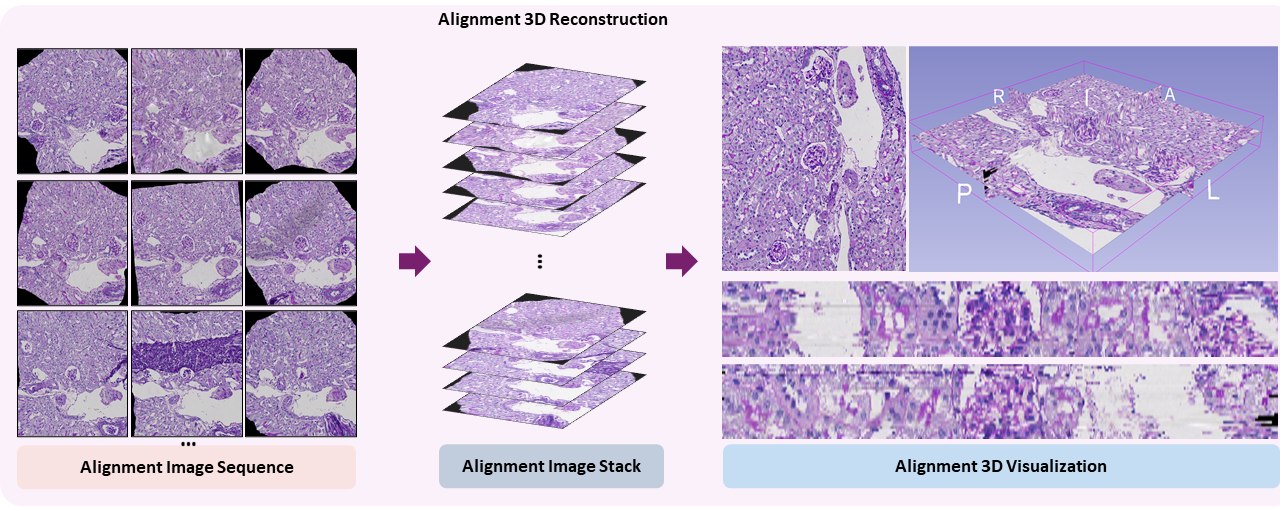 Alignment 3D Reconstruction
R
I
A
P
L
...
Alignment Image Sequence
Alignment Image Stack
Alignment 3D Visualization